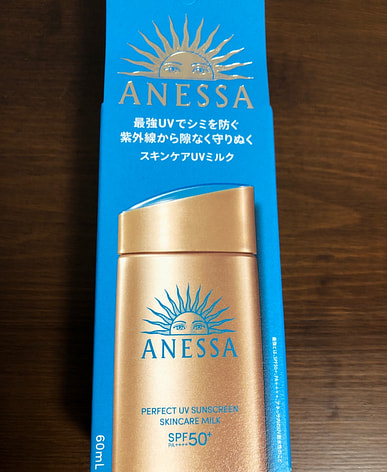 ANESSA
最強UVでシミを防ぐ
紫外線から隙なく守りぬく
スキンケアUVミルク
ANESSA
PERFECT UV SUNSCREEN
SKINCARE MILK
SPF50+
PA++++
60mL